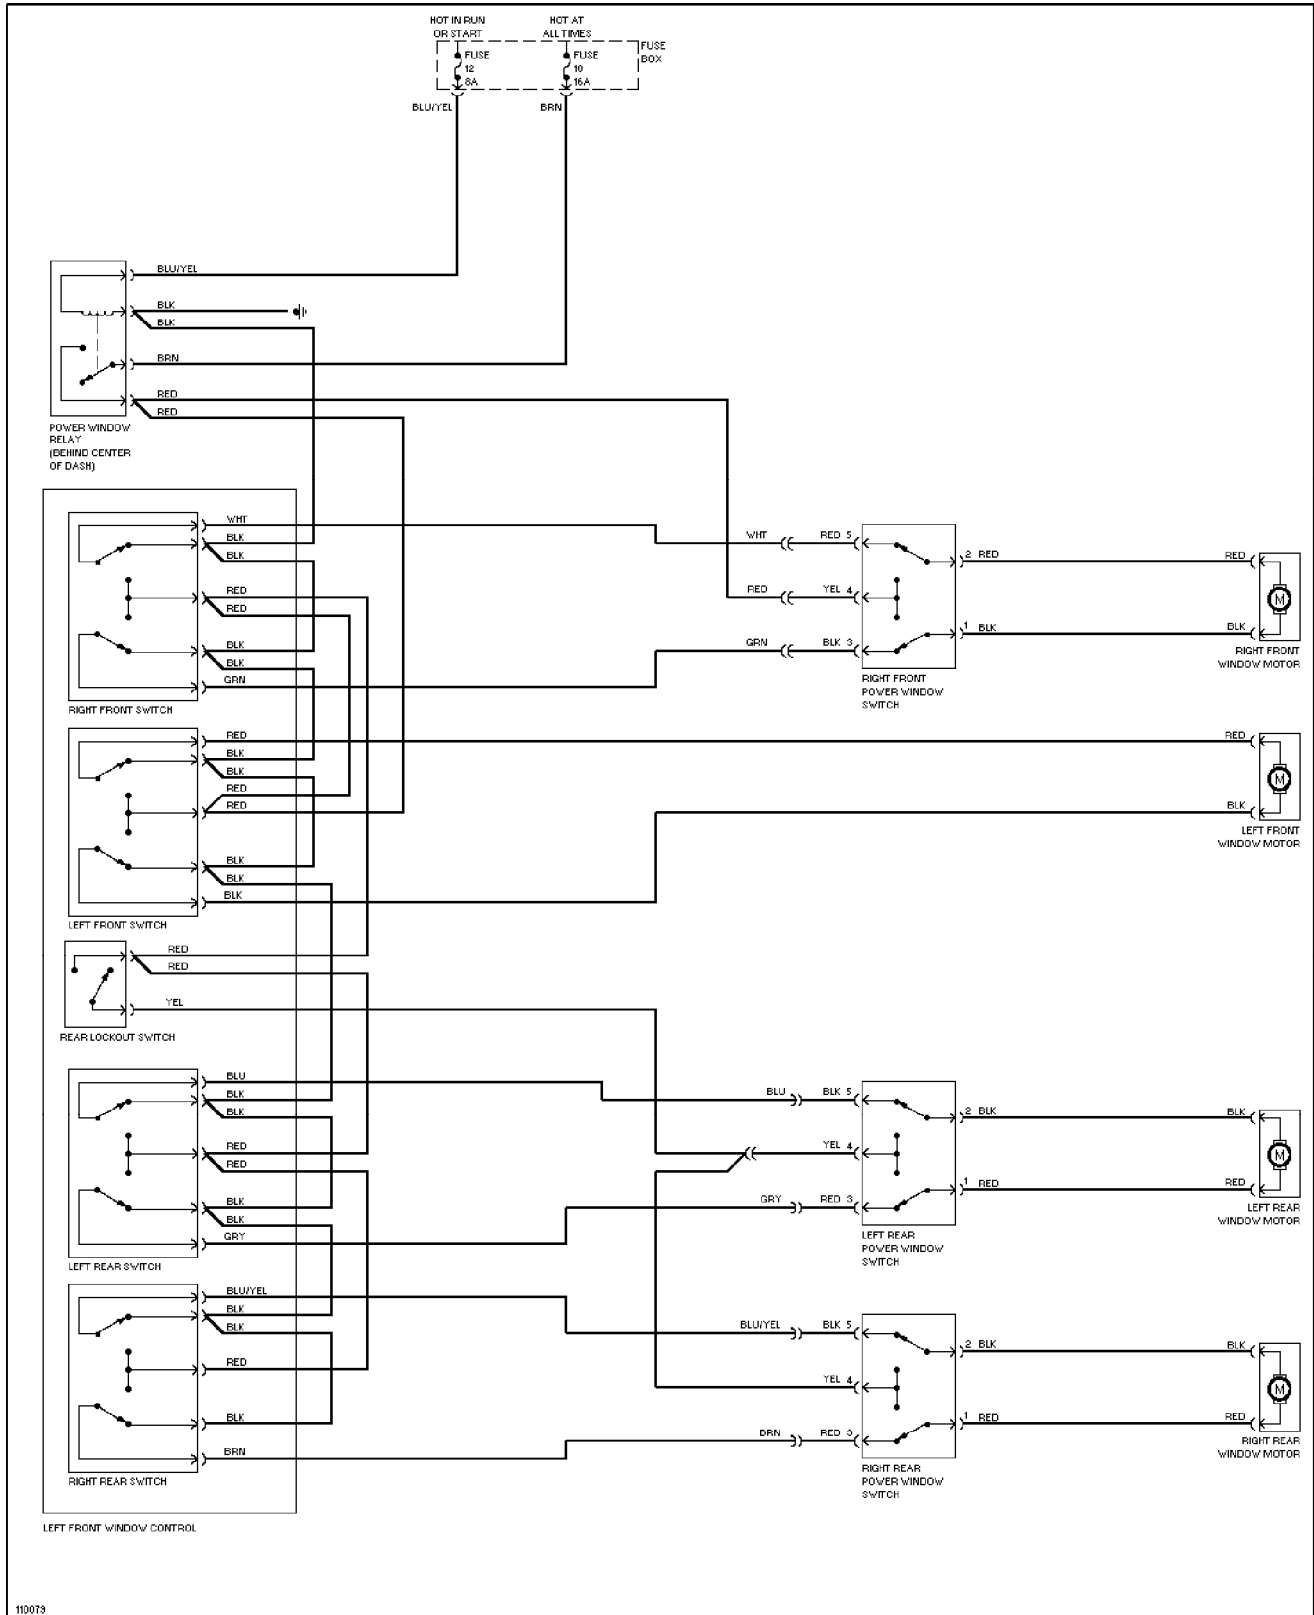 HOT IN RUN
OR START
HOT AT
ALL TIMES
FUSE
12
8A
FUSE
10
16A
FUSE
BOX
BLU/YEL
BRN
BLU/YEL
BLK
BLK
BRN
RED
RED
POWER WINDOW
RELAY
(BEHIND CENTER
OF DASH)
WHT
BLK
BLK
RED
RED
BLK
BLK
GRN
RIGHT FRONT SWITCH
WHT
RED 5
RED
YEL 4
GRN
BLK 3
2 RED
1 BLK
RIGHT FRONT
POWER WINDOW
SWITCH
RED
M
BLK
RIGHT FRONT
WINDOW MOTOR
RED
BLK
BLK
RED
RED
BLK
BLK
BLK
LEFT FRONT SWITCH
RED
M
BLK
LEFT FRONT
WINDOW MOTOR
RED
RED
YEL
REAR LOCKOUT SWITCH
BLU
BLK
BLK
RED
RED
BLK
BLK
GRY
LEFT REAR SWITCH
BLU
BLK 5
YEL 4
GRY
RED 3
2 BLK
1 RED
LEFT REAR
POWER WINDOW
SWITCH
BLK
M
RED
LEFT REAR
WINDOW MOTOR
BLU/YEL
BLK
BLK
RED
BLK
BRN
RIGHT REAR SWITCH
BLU/YEL
BLK 5
YEL 4
BRN
RED 3
2 BLK
1 RED
RIGHT REAR
POWER WINDOW
SWITCH
BLK
M
RED
RIGHT REAR
WINDOW MOTOR
LEFT FRONT WINDOW CONTROL
110073